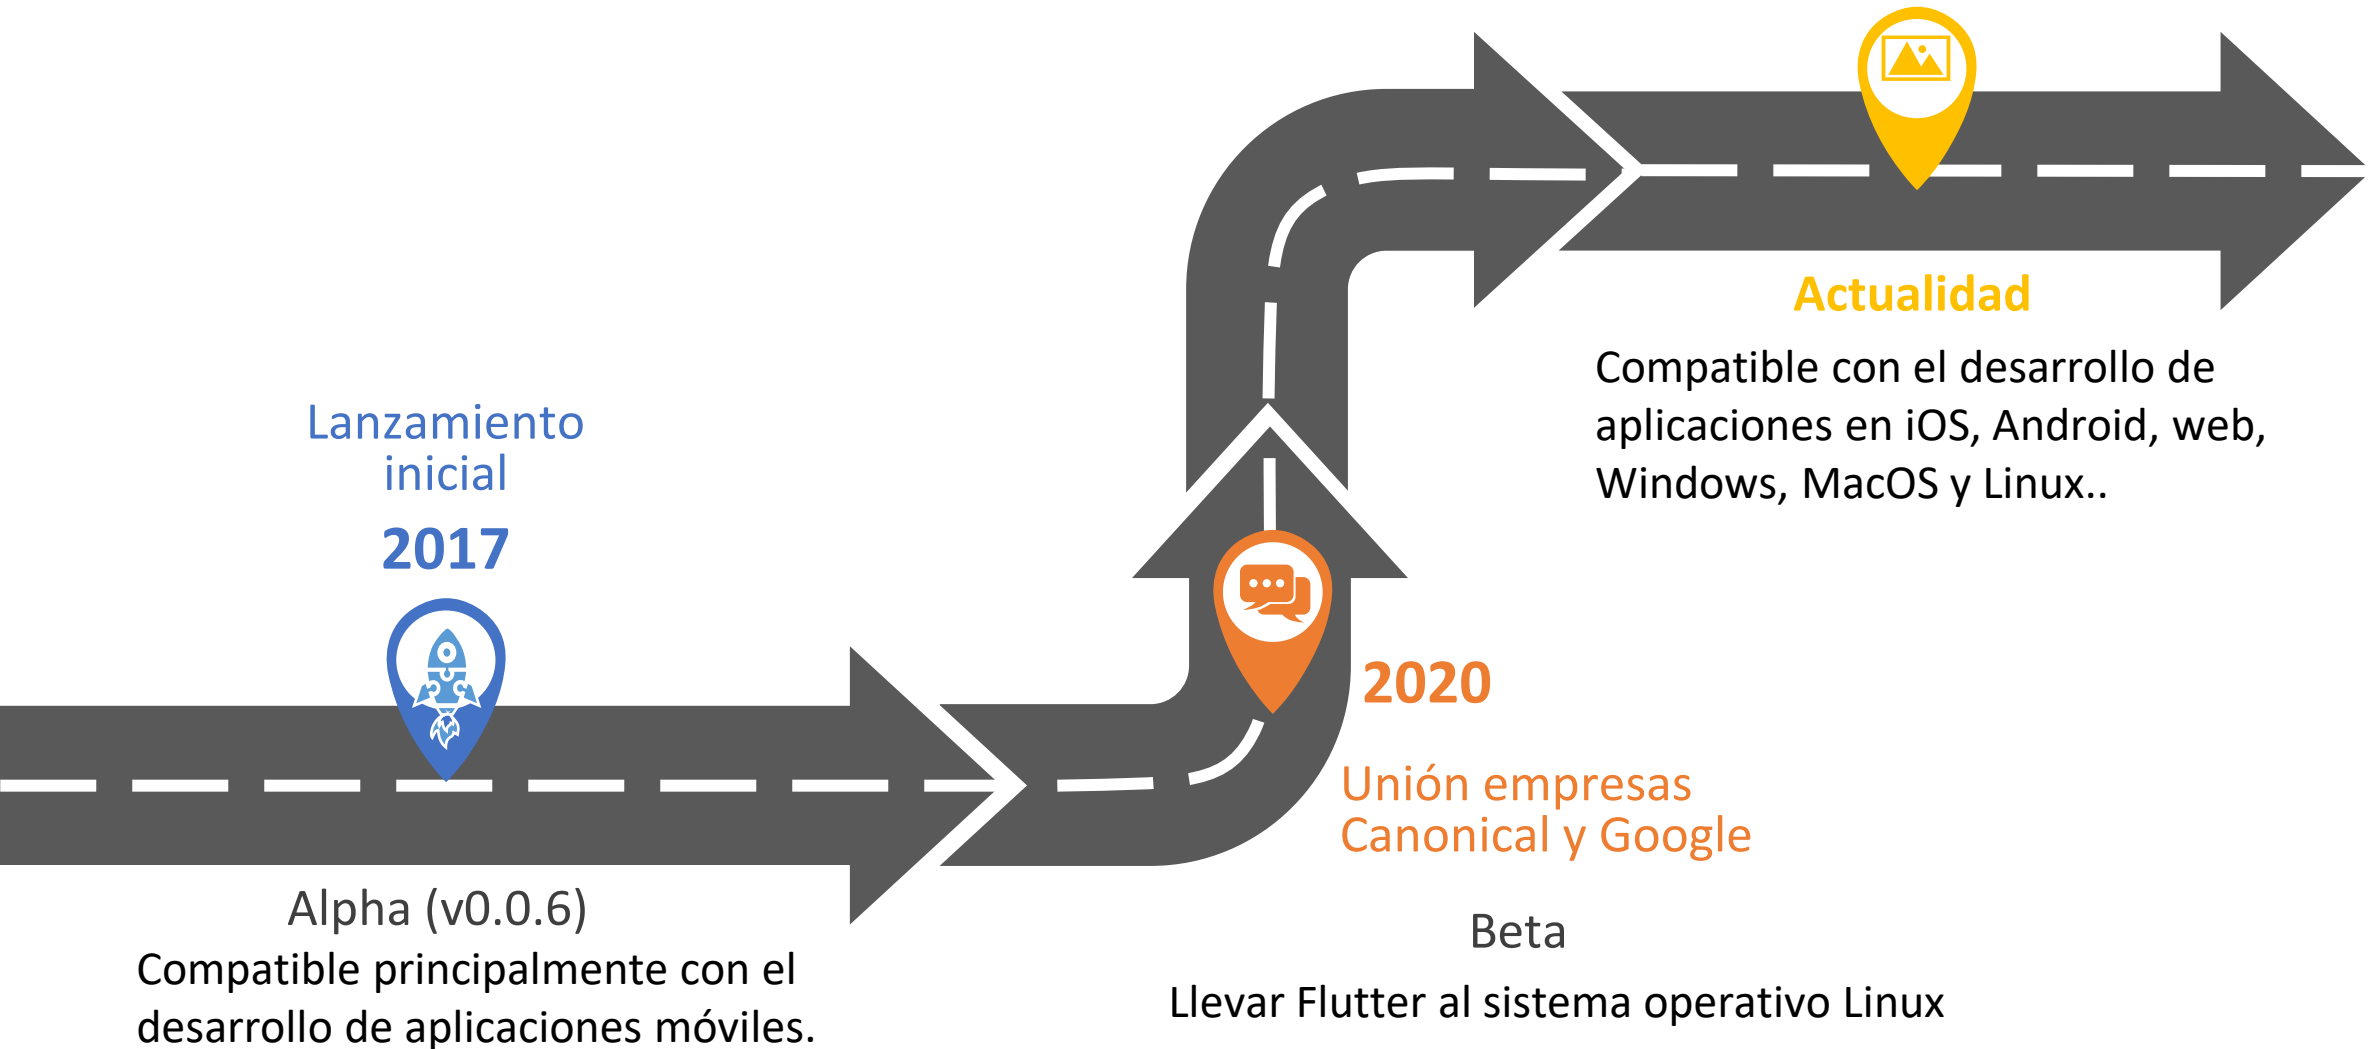 Lanzamiento
inicial
2017
Alpha (v0.0.6)
Compatible principalmente con el
desarrollo de aplicaciones móviles.
2020
Unión empresas
Canonical y Google
Beta
Llevar Flutter al sistema operativo Linux
Actualidad
Compatible con el desarrollo de
aplicaciones en iOS, Android, web,
Windows, MacOS y Linux..